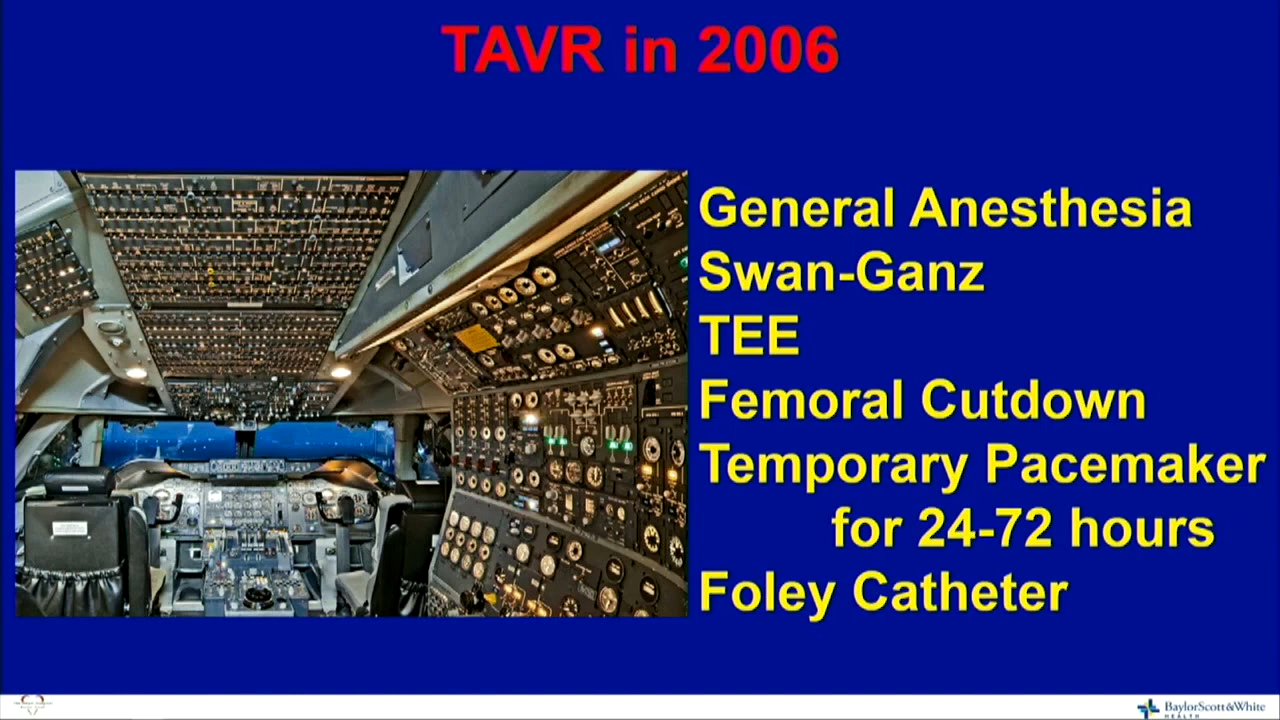 TAVR in 2006
General Anesthesia
Swan-Ganz
TEE
Femoral Cutdown
Temporary Pacemaker
for 24-72 hours
Foley Catheter
BaylorScott&White
HEALTH